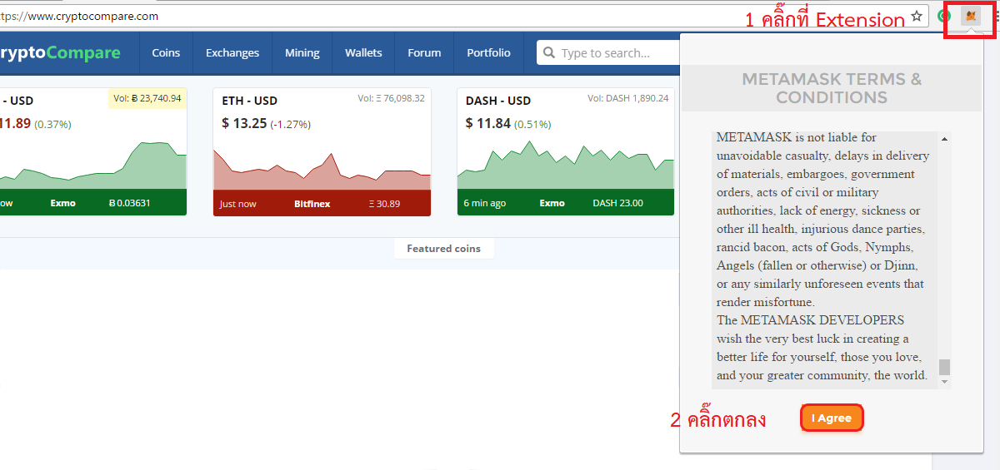 ttps://www.cryptocompare.com
1 คลิ๊กที่ Extension
ryptoCompare
Coins
Exchanges
Mining
Wallets
Forum
Portfolio
Type to search...
- USD
Vol: Ƀ 23,740.94
11.89 (0.37%)
ow
Exmo
Ƀ 0.03631
ETH - USD
Vol: Ξ 76,098.32
$ 13.25 (-1.27%)
Just now
Bitfinex
Ξ 30.89
DASH - USD
Vol: DASH 1,890.24
$ 11.84 (0.51%)
6 min ago
Exmo
DASH 23.00
Featured coins
METAMASK TERMS &
CONDITIONS
METAMASK is not liable for
unavoidable casualty, delays in delivery
of materials, embargoes, government
orders, acts of civil or military
authorities, lack of energy, sickness or
other ill health, injurious dance parties,
rancid bacon, acts of Gods, Nymphs,
Angels (fallen or otherwise) or Djinn,
or any similarly unforeseen events that
render misfortune.
The METAMASK DEVELOPERS
wish the very best luck in creating a
better life for yourself, those you love,
and your greater community, the world.
2 คลิ๊กตกลง
I Agree